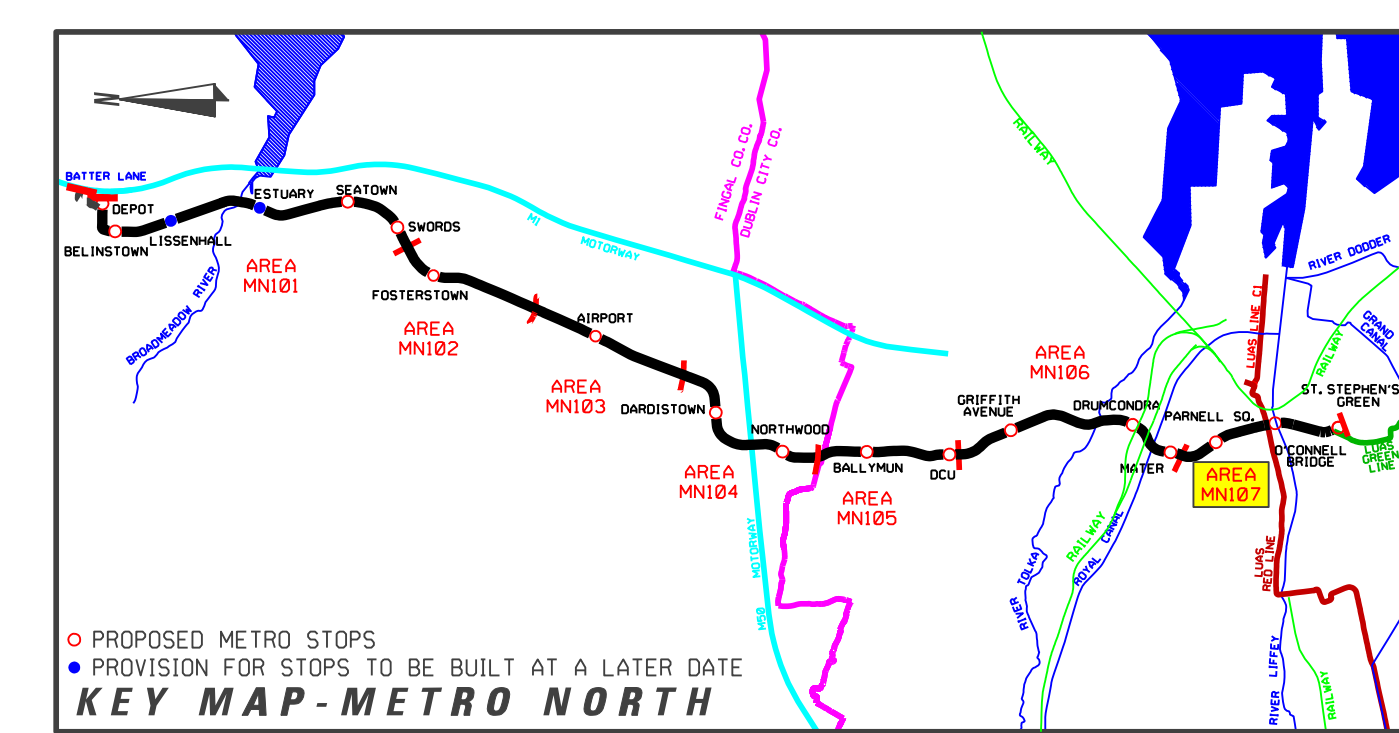 N
BATTER LANE
DEPOT
BELINSTOWN
LISSENHALL
ESTUARY
SEATOWN
SWORDS
BROADMEADOW RIVER
AREA
MN101
FOSTERSTOWN
AREA
MN102
M1
MOTORWAY
AIRPORT
AREA
MN103
DARDISTOWN
FINGAL CO. CO.
DUBLIN CITY CO.
NORTHWOOD
AREA
MN104
MOTORWAY
M50
BALLYMUN
AREA
MN105
DCU
GRIFFITH
AVENUE
AREA
MN106
RAILWAY
DRUMCONDRA
MATER
PARNELL SQ.
AREA
MN107
RIVER TOLKA
RAILWAY
ROYAL CANAL
LUAS LINE C1
RIVER DODDER
GRAND
CANAL
RAILWAY
ST. STEPHEN'S
GREEN
O'CONNELL
BRIDGE
LUAS
GREEN
LINE
LUAS
RED LINE
RIVER LIFFEY
RAILWAY
PROPOSED METRO STOPS
PROVISION FOR STOPS TO BE BUILT AT A LATER DATE
KEY MAP-METRO NORTH